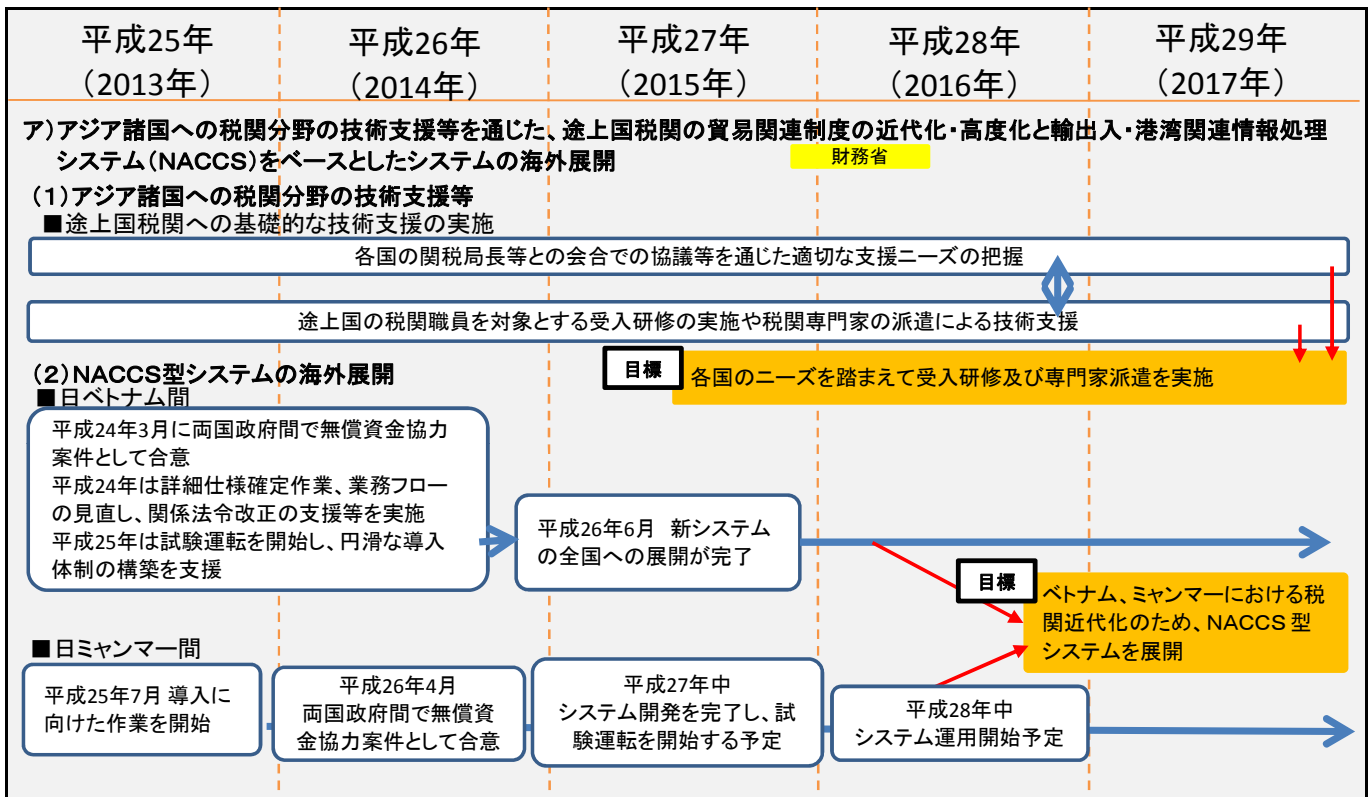 平成25年
(2013年)
平成26年
(2014年)
平成27年
(2015年)
平成28年
(2016年)
平成29年
(2017年)
ア)アジア諸国への税関分野の技術支援等を通じた、途上国税関の貿易関連制度の近代化・高度化と輸出入・港湾関連情報処理
システム(NACCS)をベースとしたシステムの海外展開
財務省
(1)アジア諸国への税関分野の技術支援等
■途上国税関への基礎的な技術支援の実施
各国の関税局長等との会合での協議等を通じた適切な支援ニーズの把握
途上国の税関職員を対象とする受入研修の実施や税関専門家の派遣による技術支援
目標
各国のニーズを踏まえて受入研修及び専門家派遣を実施
(2)NACCS型システムの海外展開
■日ベトナム間
平成24年3月に両国政府間で無償資金協力
案件として合意
平成24年は詳細仕様確定作業、業務フロー
の見直し、関係法令改正の支援等を実施
平成25年は試験運転を開始し、円滑な導入
体制の構築を支援
平成26年6月 新システム
の全国への展開が完了
目標
ベトナム、ミャンマーにおける税
関近代化のため、NACCS 型
システムを展開
■日ミャンマー間
平成25年7月 導入に
向けた作業を開始
平成26年4月
両国政府間で無償資
金協力案件として合意
平成27年中
システム開発を完了し、試
験運転を開始する予定
平成28年中
システム運用開始予定